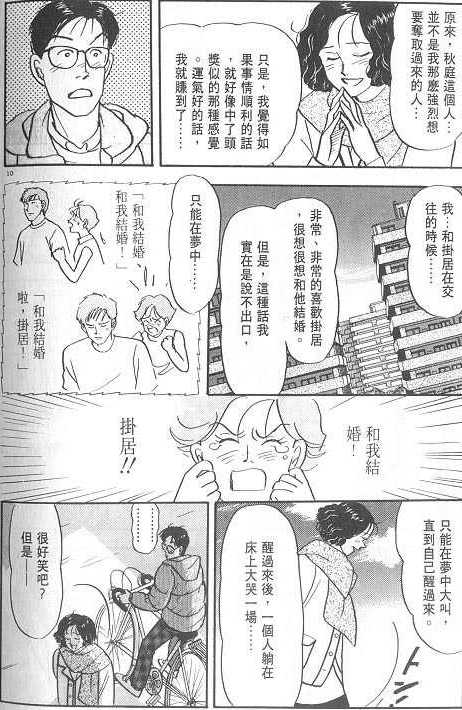 原來，秋庭這個人…
並不是我那麼強烈想
要奪取過來的人…
只是，我覺得如
果事情順利的話
，就好像中了頭
獎似的那種感覺
。運氣好的話，
我就賺到了……
10
我…和掛居在交
往的時候……
非常、非常的喜歡掛居
，很想很想和他結婚。
但是，這種話我
實在是說不出口，
只能在夢中……
「和我結婚
和我結婚！」
「和我結婚
啦，掛居！」
和我結
婚！
掛居!!
只能在夢中大叫，
直到自己醒過來。
醒過來後，一個人躺在
床上大哭一場……
………
很好笑吧？
但是——